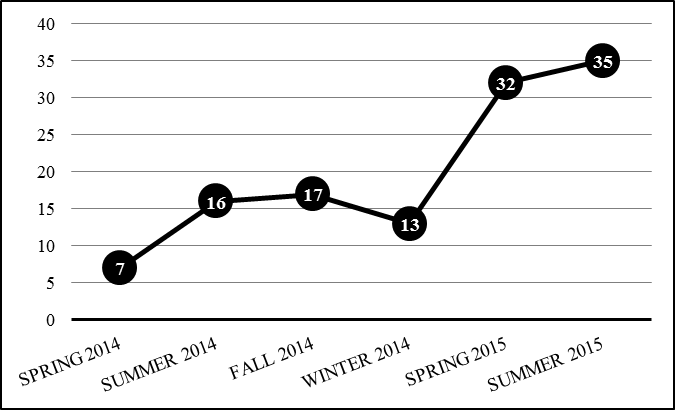 40
35
30
25
20
15
10
5
0
7
16
17
13
32
35
SPRING 2014
SUMMER 2014
FALL 2014
WINTER 2014
SPRING 2015
SUMMER 2015